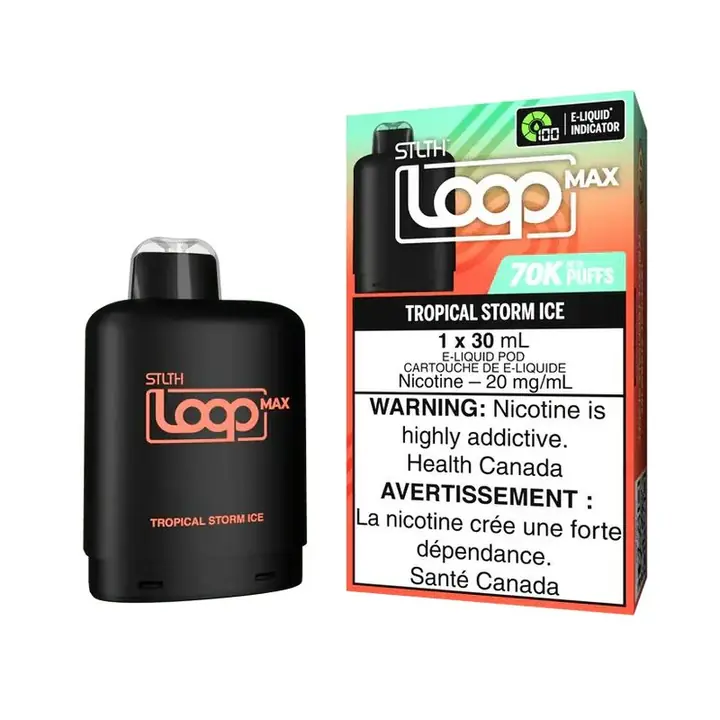 STLTH
LOOP MAX
TROPICAL STORM ICE
100
E-LIQUID*
INDICATOR
STLTH™
LOOP MAX
70K PUFFS
TROPICAL STORM ICE
1 x 30 mL
E-LIQUID POD
CARTOUCHE DE E-LIQUIDE
Nicotine – 20 mg/mL
WARNING: Nicotine is
highly addictive.
Health Canada
AVERTISSEMENT :
La nicotine crée une forte
dépendance.
Santé Canada